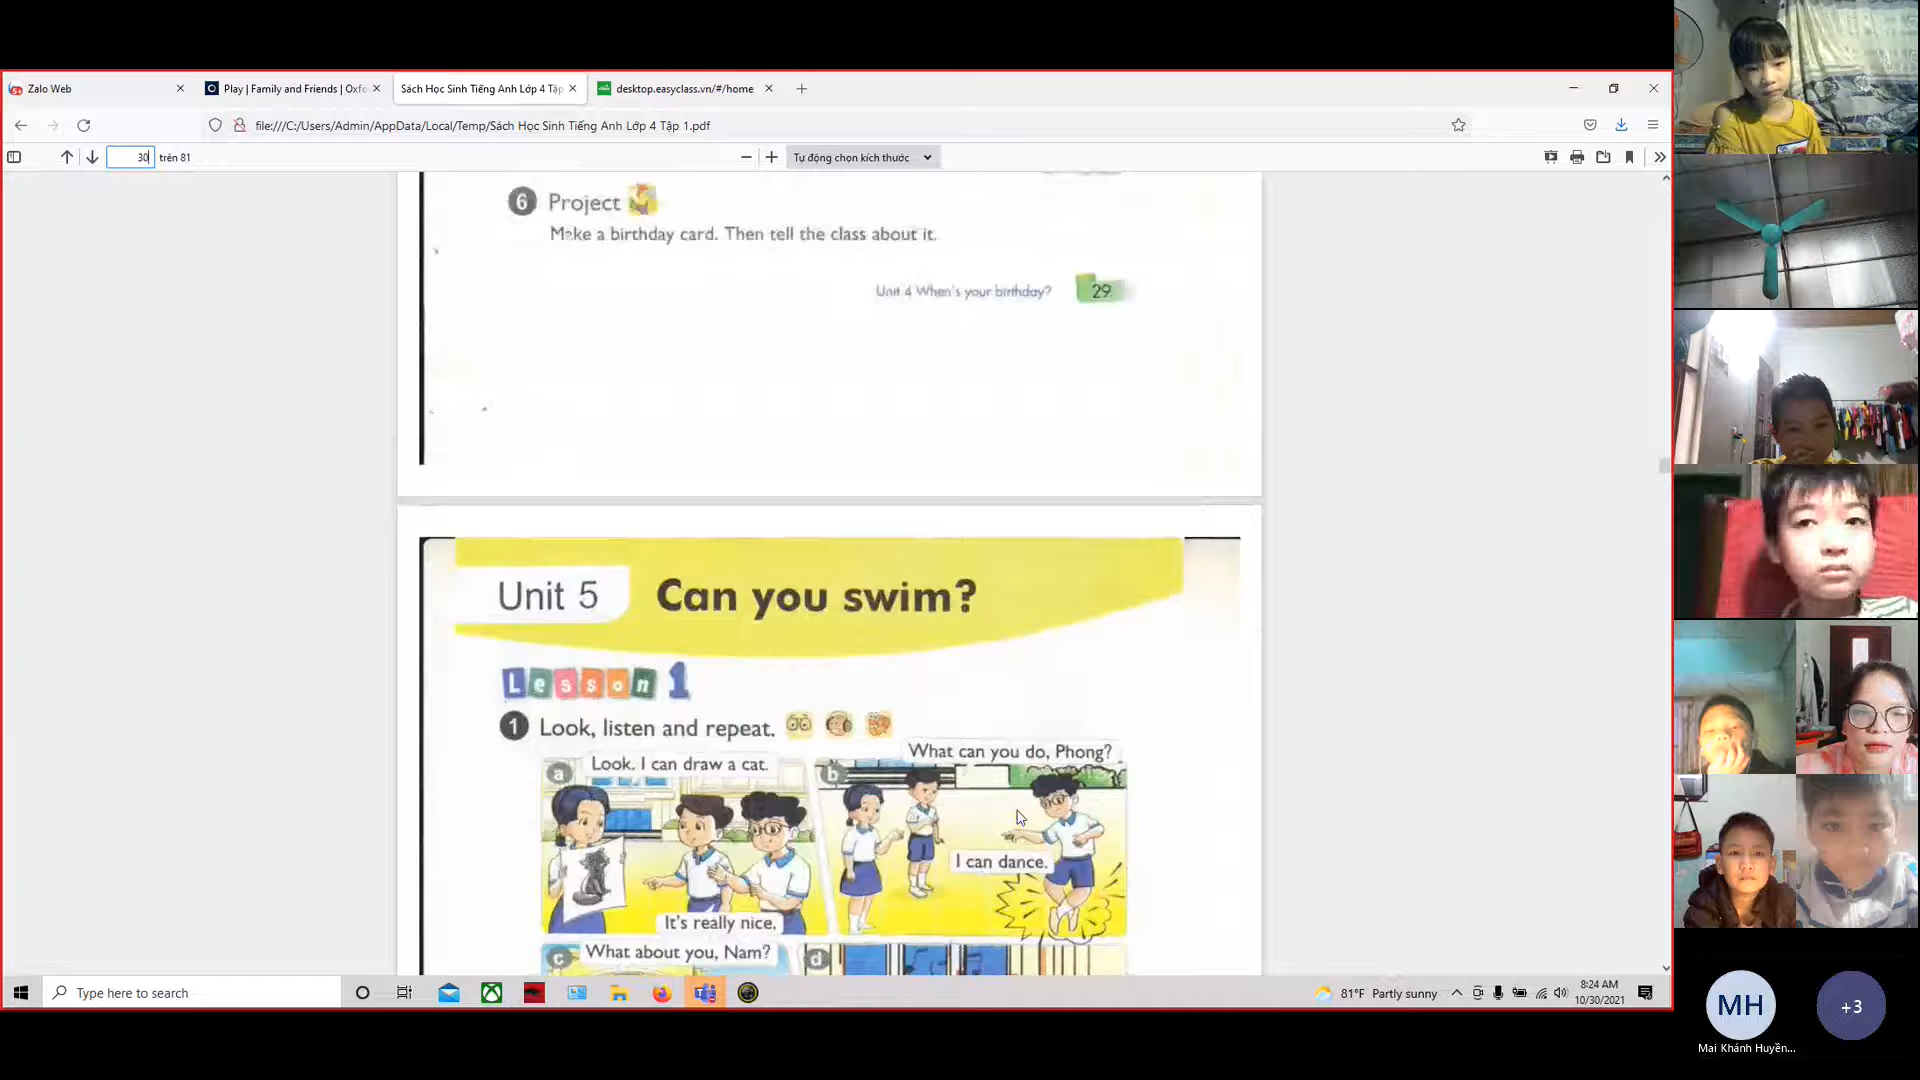 Zalo Web
Play | Family and Friends | Oxfo
Sách Học Sinh Tiếng Anh Lớp 4 Tập
desktop.easyclass.vn/#/home
file:///C:/Users/Admin/AppData/Local/Temp/Sách Học Sinh Tiếng Anh Lớp 4 Tập 1.pdf
30 trên 81
Tự động chọn kích thước
6 Project
Make a birthday card. Then tell the class about it.
Unit 4 When's your birthday? 29
Unit 5 Can you swim?
Lesson 1
1 Look, listen and repeat.
What can you do, Phong?
a Look, I can draw a cat.
b
I can dance.
It's really nice.
c What about you, Nam?
d
Type here to search
81°F Partly sunny
8:24 AM
10/30/2021
MH
+3
Mai Khánh Huyền...